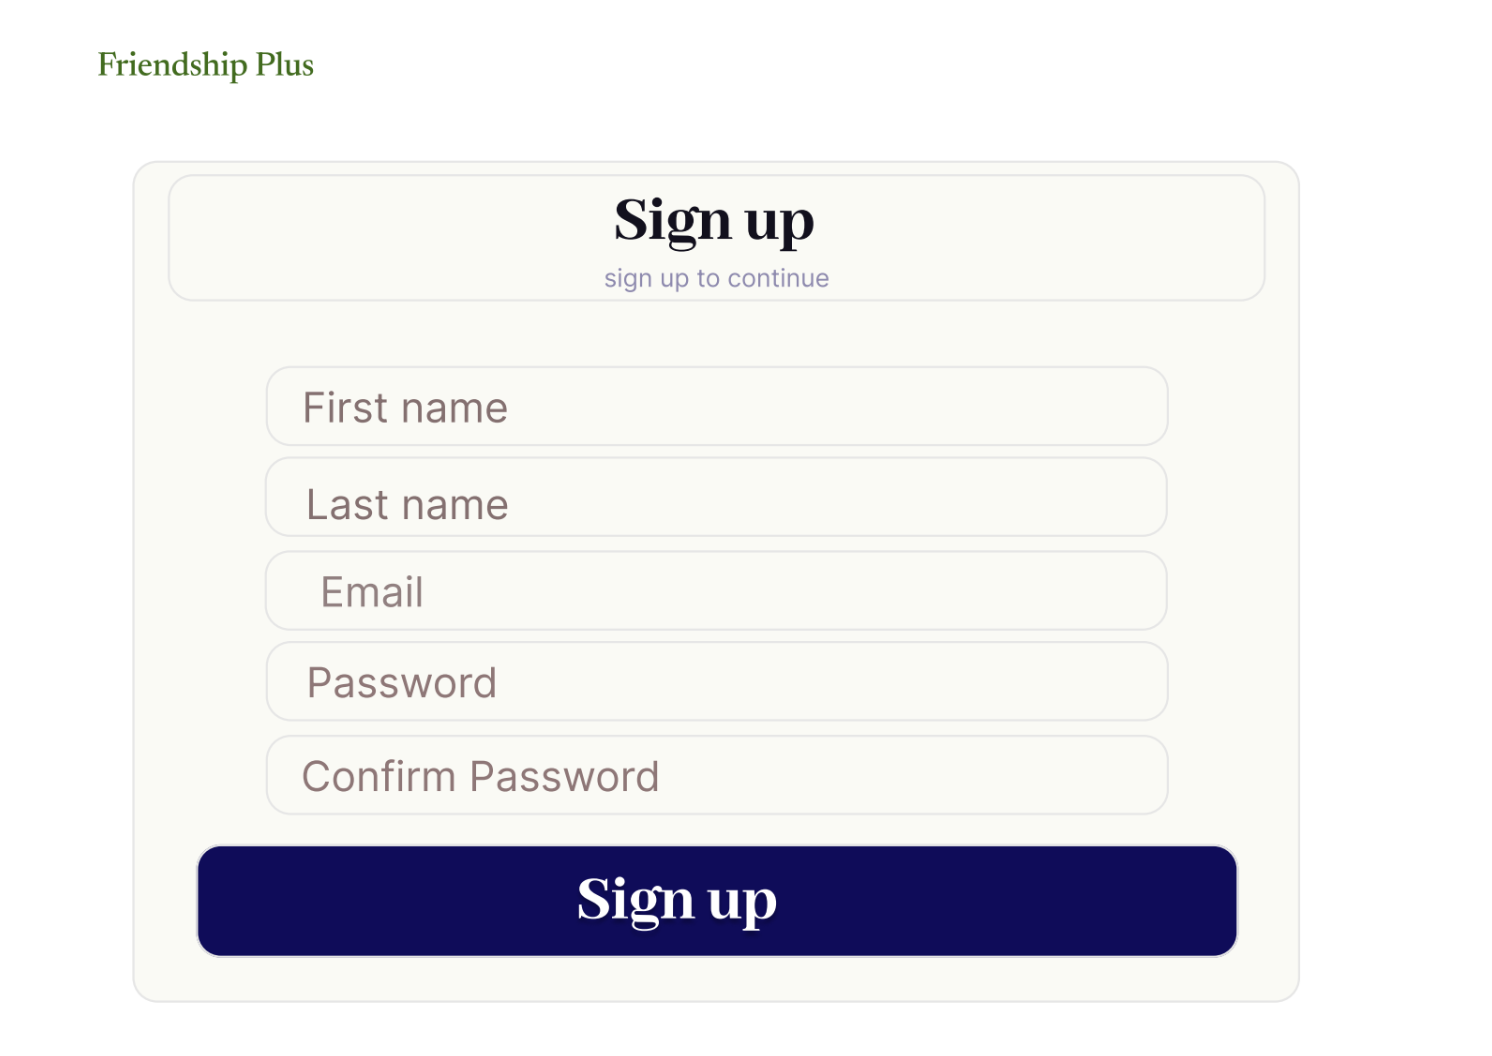 Friendship Plus
Sign up
sign up to continue
First name
Last name
Email
Password
Confirm Password
Sign up